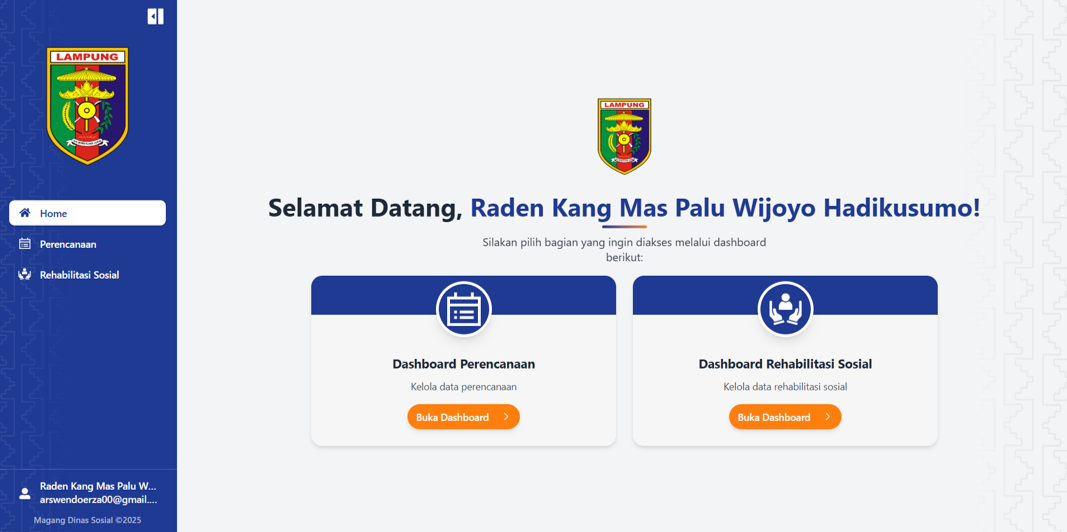 LAMPUNG
Home
Perencanaan
Rehabilitasi Sosial
Raden Kang Mas Palu W...
arswendoerza00@gmail....
Magang Dinas Sosial ©2025
LAMPUNG
Selamat Datang, Raden Kang Mas Palu Wijoyo Hadikusumo!
Silakan pilih bagian yang ingin diakses melalui dashboard
berikut:
Dashboard Perencanaan
Kelola data perencanaan
Buka Dashboard
Dashboard Rehabilitasi Sosial
Kelola data rehabilitasi sosial
Buka Dashboard